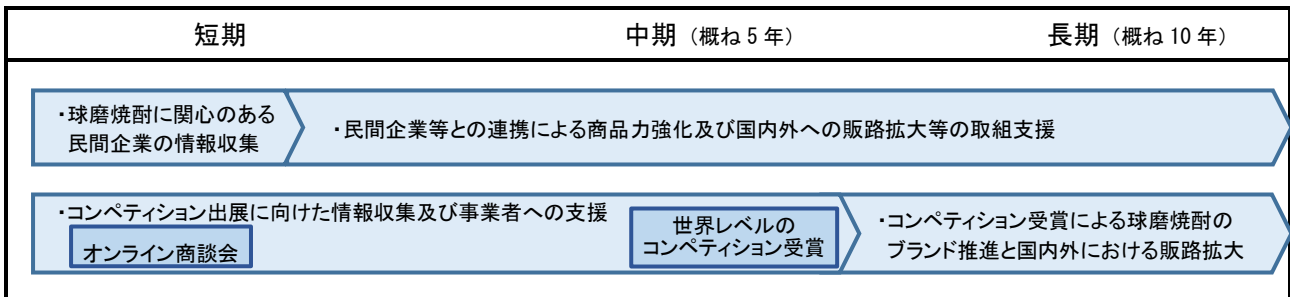 短期 中期（概ね5年） 長期（概ね10年）
・球磨焼酎に関心のある
民間企業の情報収集
・民間企業等との連携による商品力強化及び国内外への販路拡大等の取組支援
・コンペティション出展に向けた情報収集及び事業者への支援
オンライン商談会
世界レベルの
コンペティション受賞
・コンペティション受賞による球磨焼酎の
ブランド推進と国内外における販路拡大